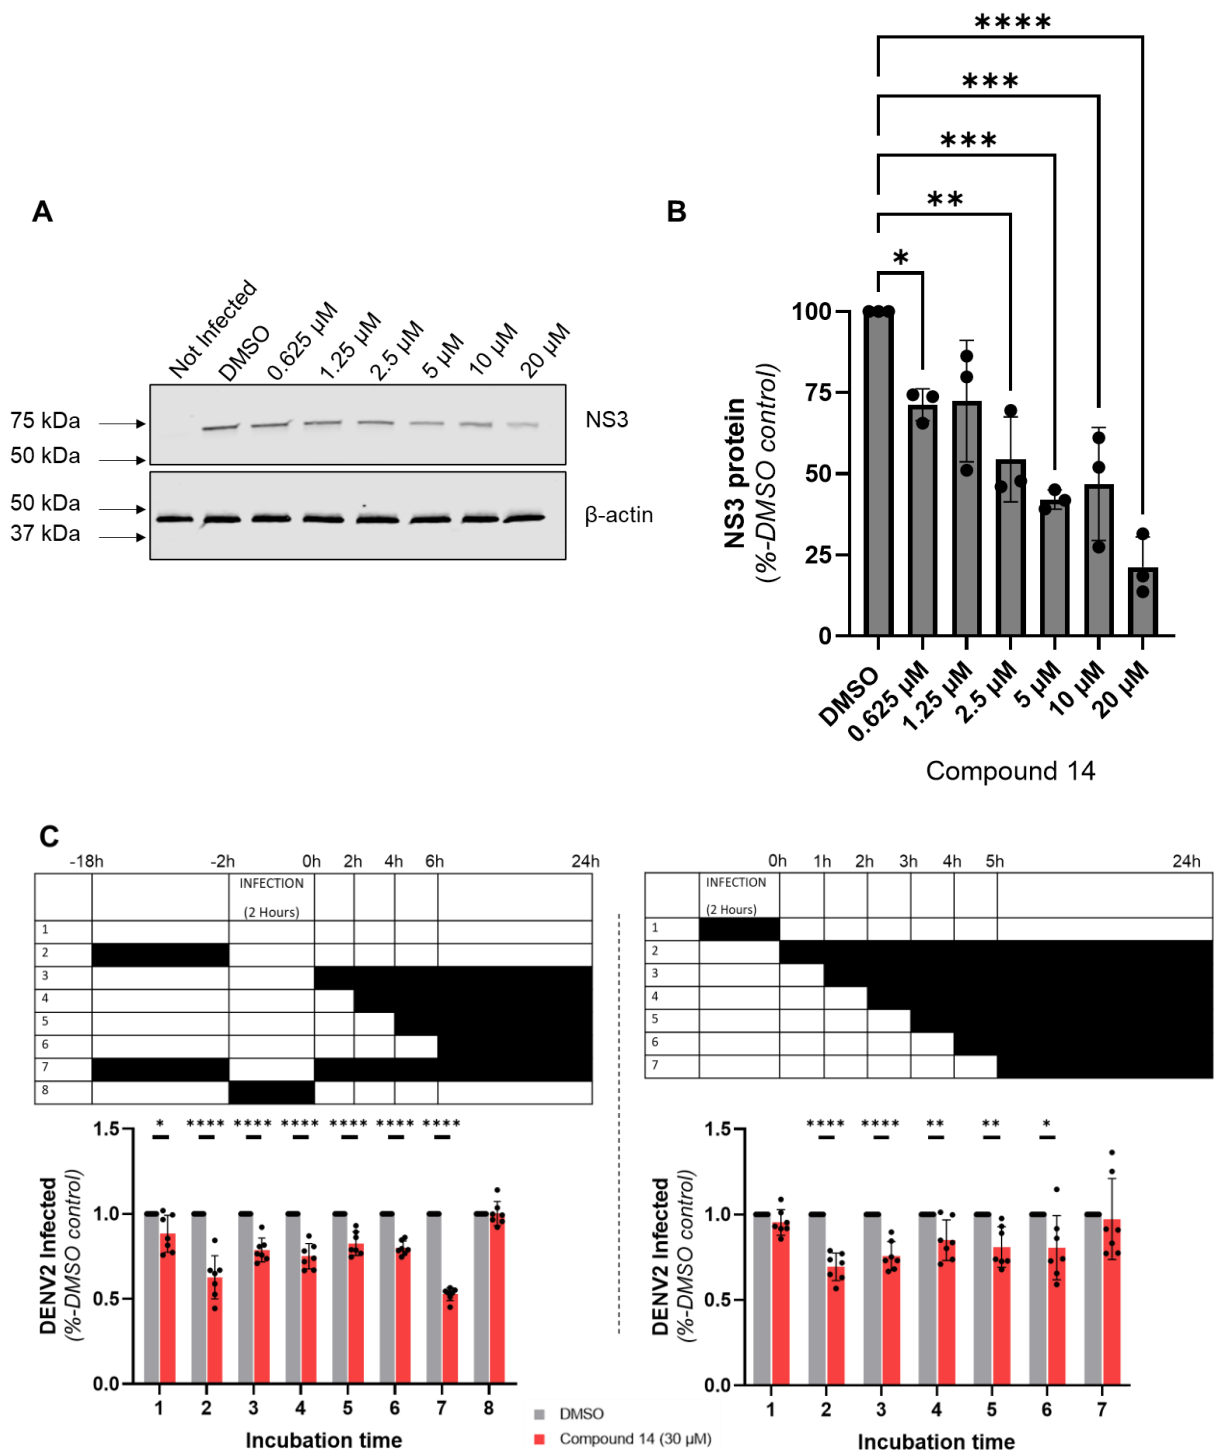 A
Not Infected
DMSO
0.625 µM
1.25 µM
2.5 µM
5 µM
10 µM
20 µM
75 kDa
50 kDa
NS3
50 kDa
37 kDa
β-actin
B
****
***
***
**
*
100
75
50
25
0
NS3 protein
(%-DMSO control)
DMSO
0.625 µM
1.25 µM
2.5 µM
5 µM
10 µM
20 µM
Compound 14
C
-18h -2h 0h 2h 4h 6h 24h
INFECTION
(2 Hours)
1
2
3
4
5
6
7
8
* **** **** **** **** **** ****
1.5
1.0
0.5
0.0
DENV2 Infected
(%-DMSO control)
1 2 3 4 5 6 7 8
Incubation time
0h 1h 2h 3h 4h 5h 24h
INFECTION
(2 Hours)
1
2
3
4
5
6
7
**** **** ** ** *
1.5
1.0
0.5
0.0
DENV2 Infected
(%-DMSO control)
1 2 3 4 5 6 7
Incubation time
DMSO
Compound 14 (30 µM)